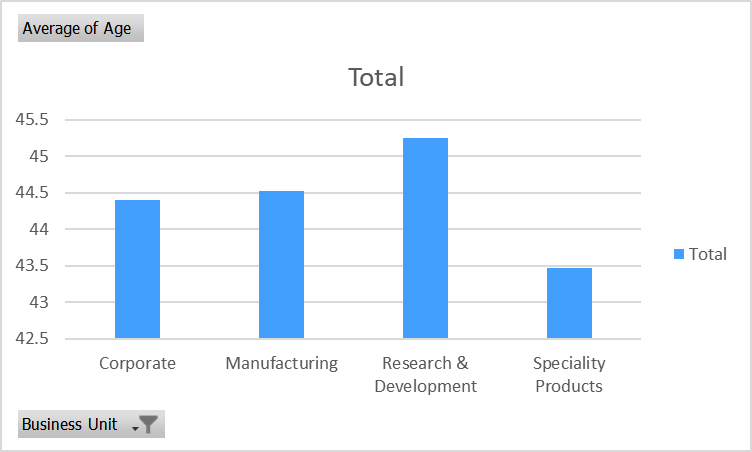 Average of Age
Total
45.5
45
44.5
44
43.5
43
42.5
Total
Corporate
Manufacturing
Research &
Development
Speciality
Products
Business Unit